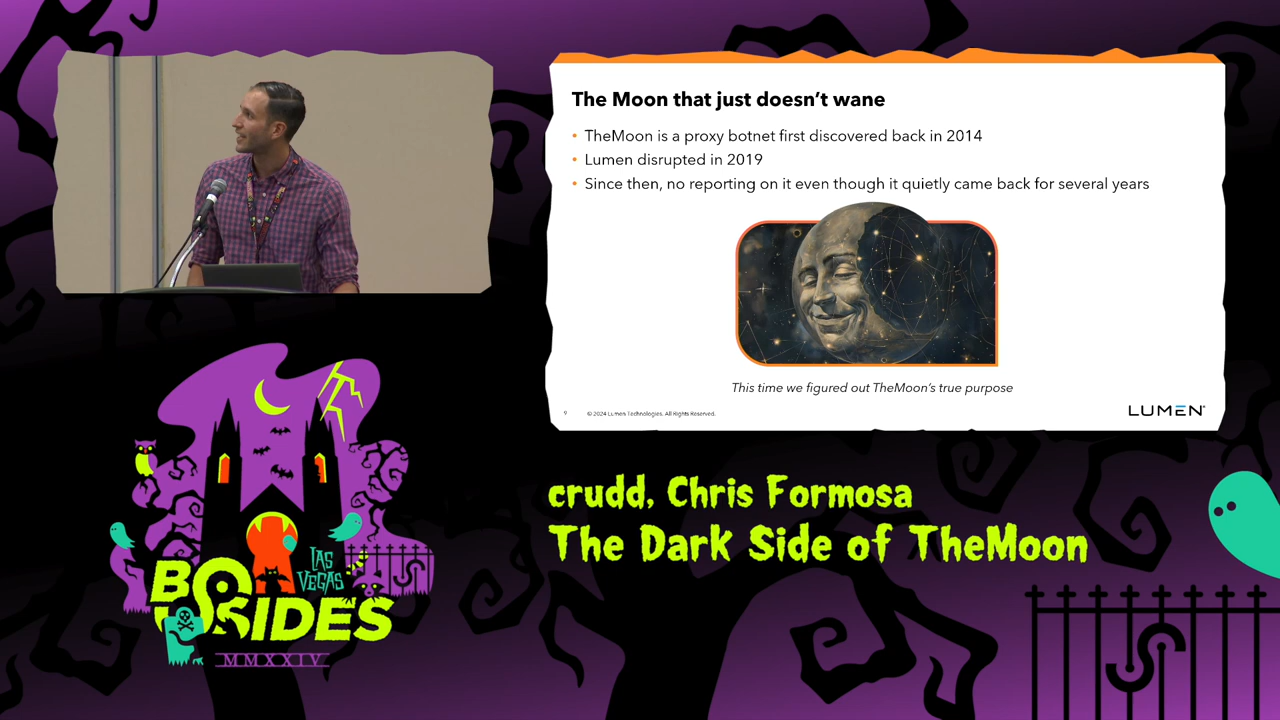 The Moon that just doesn't wane
• TheMoon is a proxy botnet first discovered back in 2014
• Lumen disrupted in 2019
• Since then, no reporting on it even though it quietly came back for several years
This time we figured out TheMoon's true purpose
9 © 2024 Lumen Technologies. All Rights Reserved.
LUMEN®
crudd, Chris Formosa
The Dark Side of TheMoon
LAS
VEGAS
BSIDES
MMXXIV